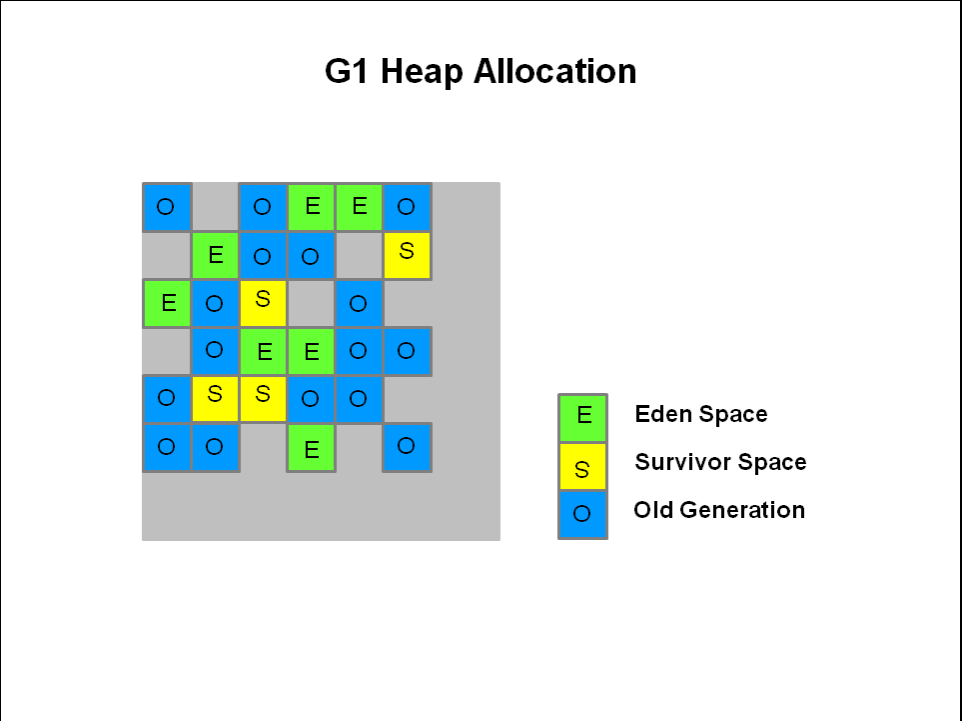 G1 Heap Allocation
O O E E O
E O O S
E O S O
O E E O O
O S S O O
O O E O
E Eden Space
S Survivor Space
O Old Generation